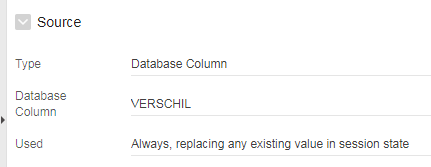 Source
Type Database Column
Database
Column VERSCHIL
Used Always, replacing any existing value in session state